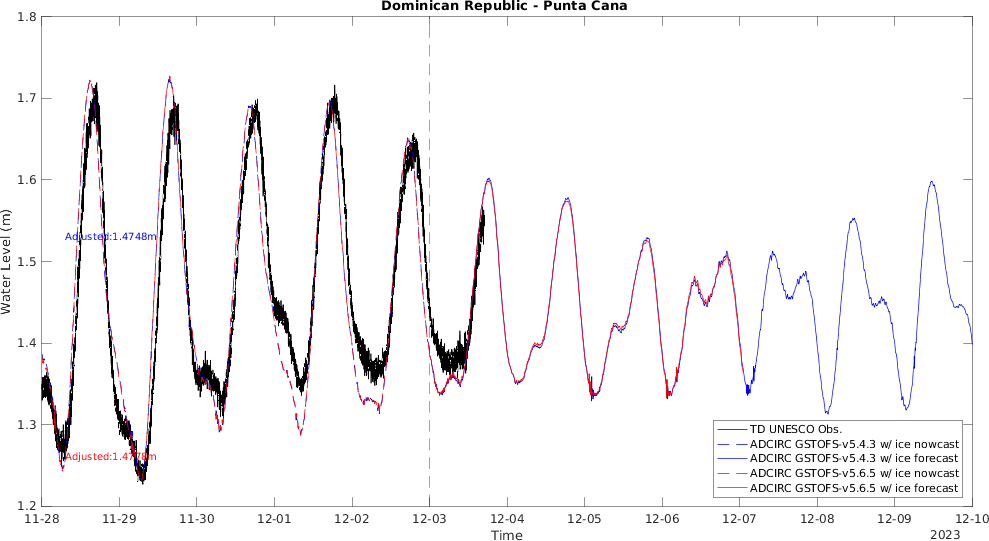 Dominican Republic - Punta Cana
Water Level (m)
1.8
1.7
1.6
1.5
1.4
1.3
1.2
Adjusted:1.4748m
Adjusted:1.4778m
TD UNESCO Obs.
ADCIRC GSTOFS-v5.4.3 w/ ice nowcast
ADCIRC GSTOFS-v5.4.3 w/ ice forecast
ADCIRC GSTOFS-v5.6.5 w/ ice nowcast
ADCIRC GSTOFS-v5.6.5 w/ ice forecast
11-28 11-29 11-30 12-01 12-02 12-03 12-04 12-05 12-06 12-07 12-08 12-09 12-10
Time
2023